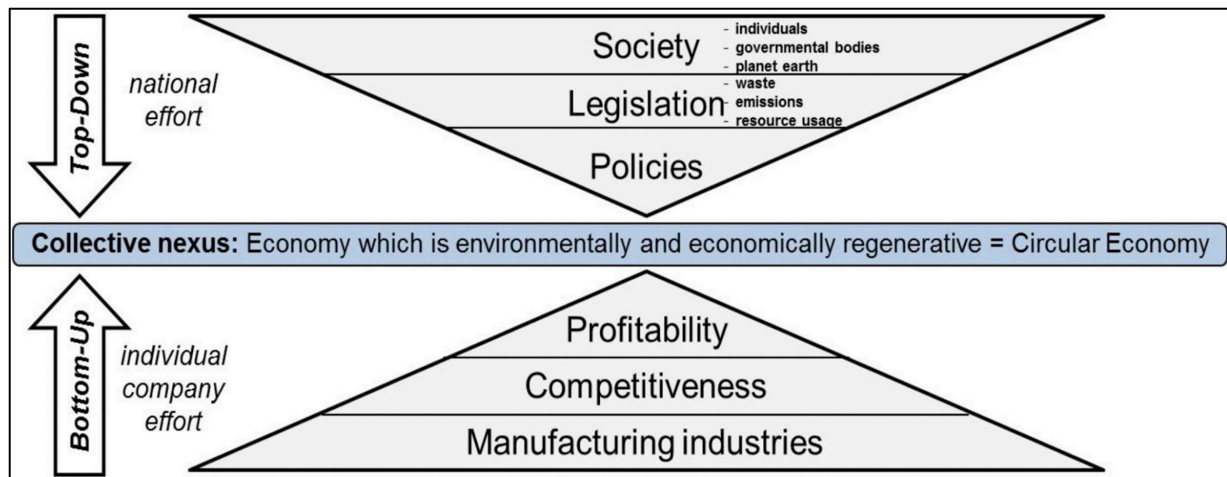 Top-Down
national
effort
Society
- individuals
- governmental bodies
- planet earth
Legislation
- waste
- emissions
- resource usage
Policies
Collective nexus: Economy which is environmentally and economically regenerative = Circular Economy
Bottom-Up
individual
company
effort
Profitability
Competitiveness
Manufacturing industries